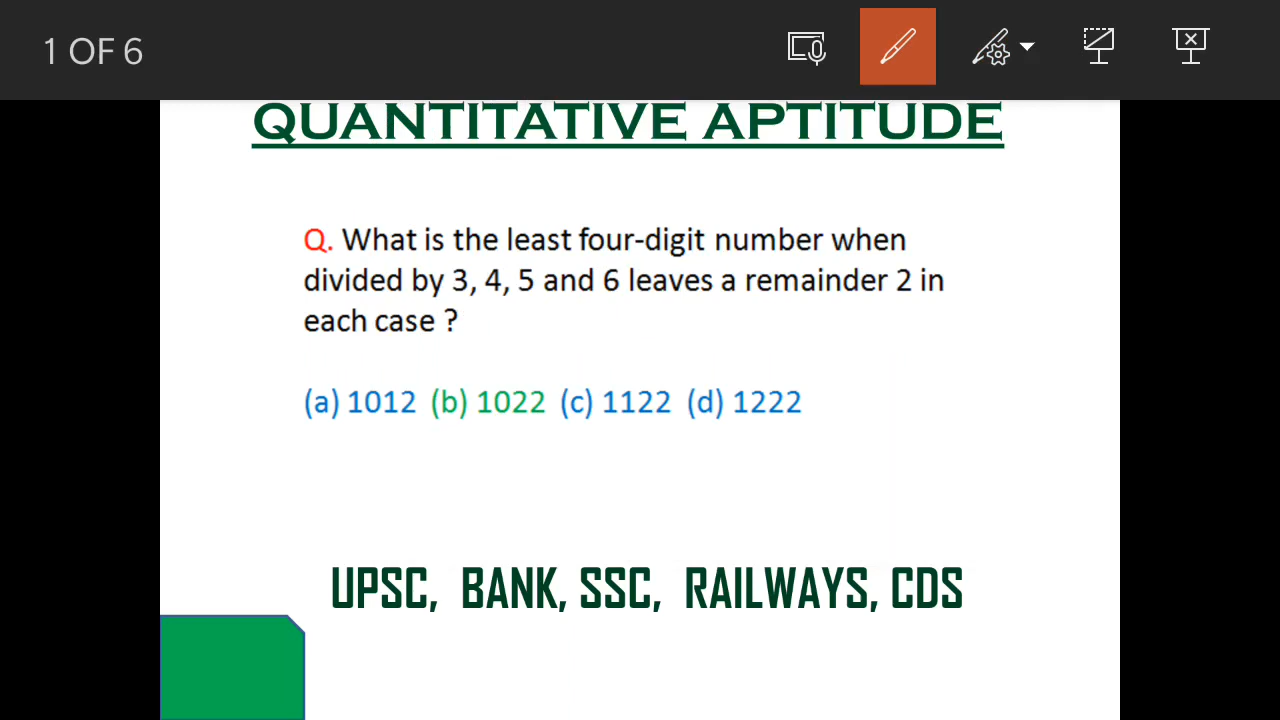 1 OF 6
QUANTITATIVE APTITUDE
Q. What is the least four-digit number when
divided by 3, 4, 5 and 6 leaves a remainder 2 in
each case ?
(a) 1012 (b) 1022 (c) 1122 (d) 1222
UPSC, BANK, SSC, RAILWAYS, CDS